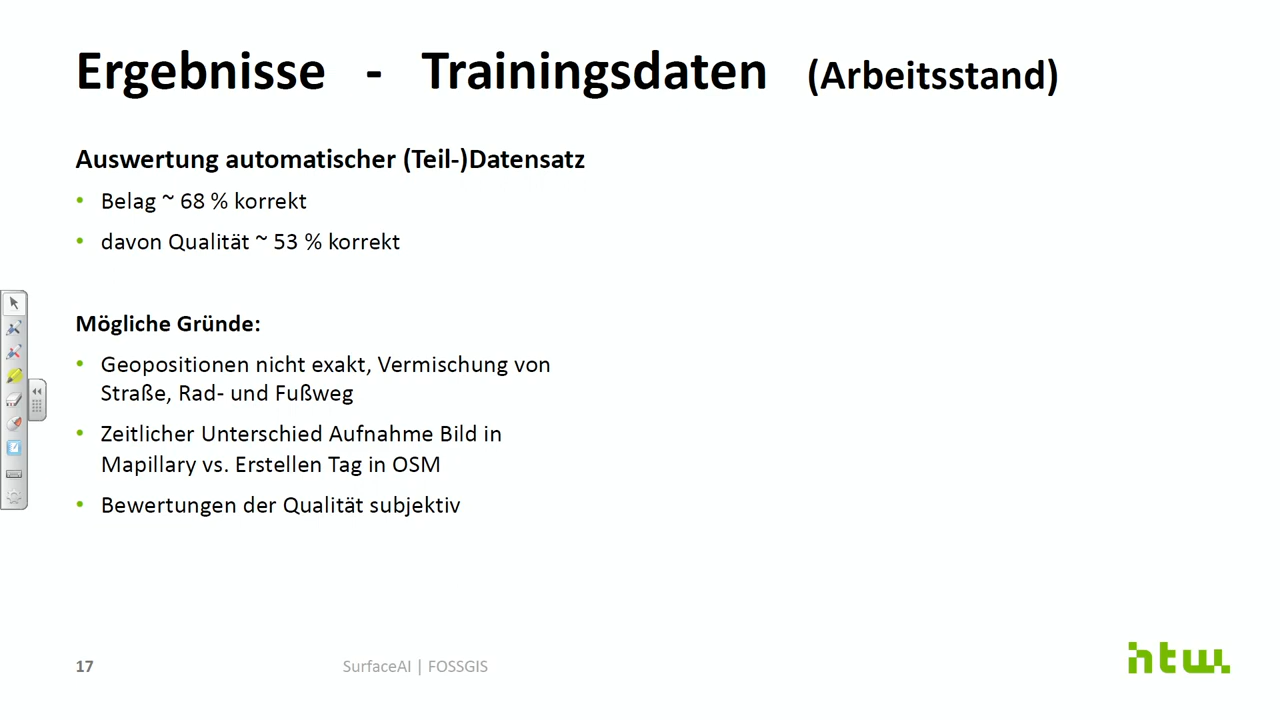 Ergebnisse - Trainingsdaten (Arbeitsstand)
Auswertung automatischer (Teil-)Datensatz
• Belag ~ 68 % korrekt
• davon Qualität ~ 53 % korrekt
Mögliche Gründe:
• Geopositionen nicht exakt, Vermischung von
Straße, Rad- und Fußweg
• Zeitlicher Unterschied Aufnahme Bild in
Mapillary vs. Erstellen Tag in OSM
• Bewertungen der Qualität subjektiv
17
SurfaceAI | FOSSGIS
htw.